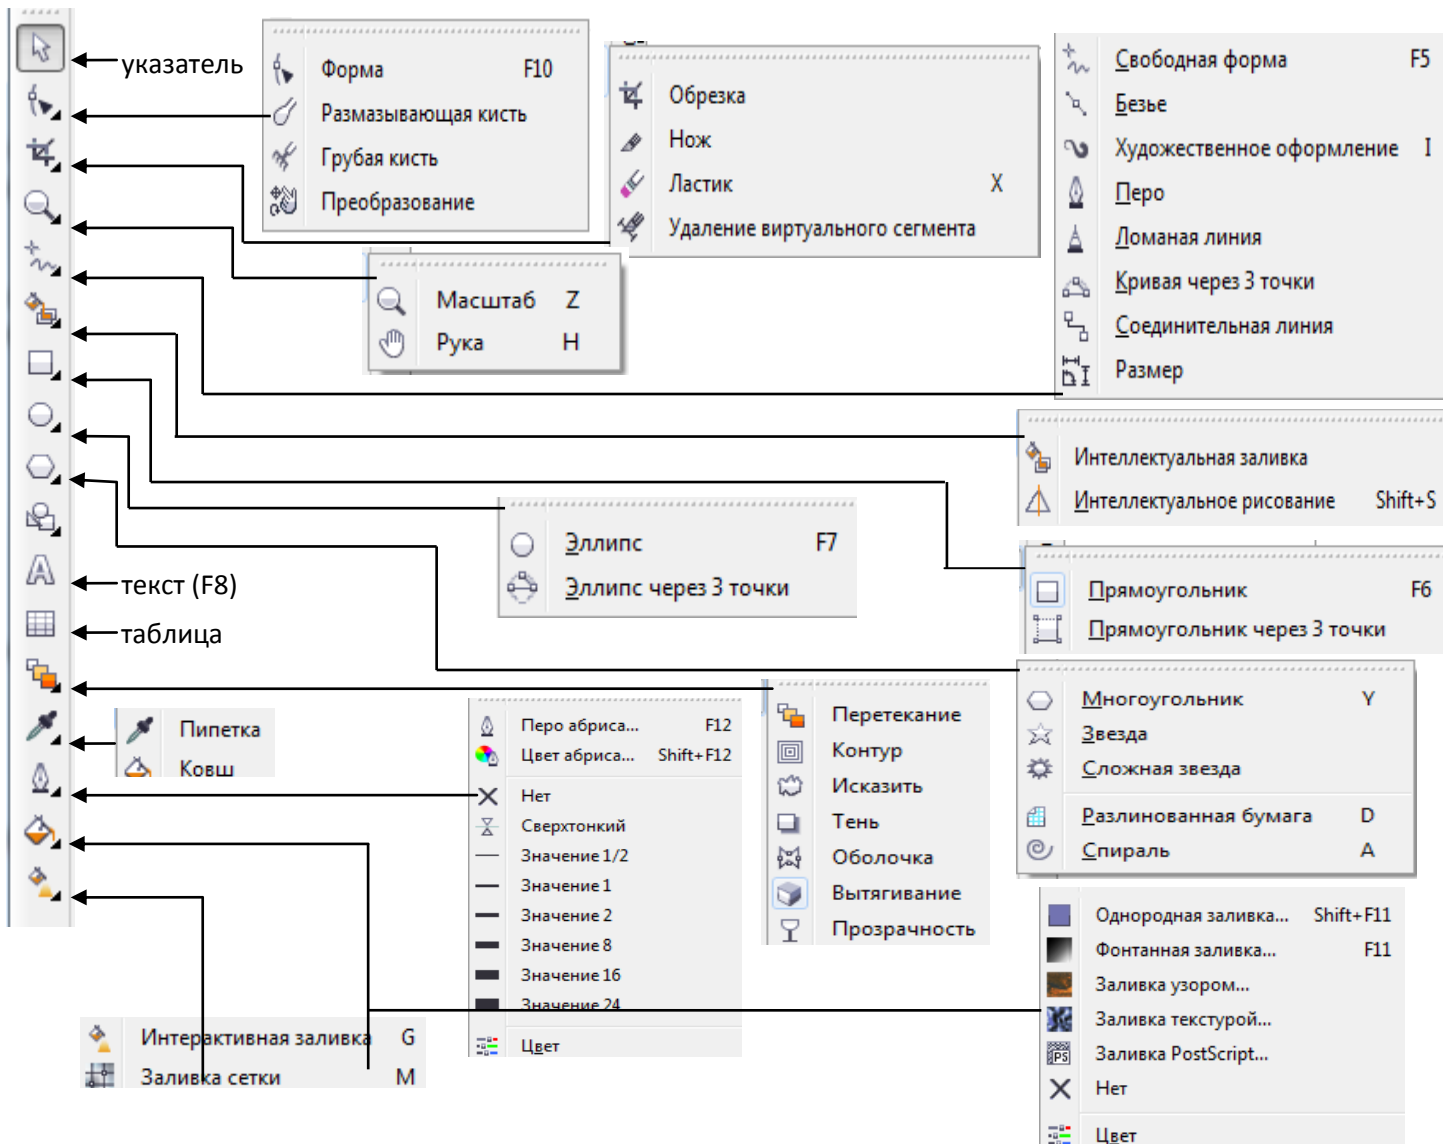 указатель
Форма F10
Размазывающая кисть
Грубая кисть
Преобразование
Обрезка
Нож
Ластик X
Удаление виртуального сегмента
Свободная форма F5
Безье
Художественное оформление I
Перо
Ломаная линия
Кривая через 3 точки
Соединительная линия
Размер
Масштаб Z
Рука H
Интеллектуальная заливка
Интеллектуальное рисование Shift+S
Эллипс F7
Эллипс через 3 точки
Прямоугольник F6
Прямоугольник через 3 точки
текст (F8)
таблица
Многоугольник Y
Звезда
Сложная звезда
Разлинованная бумага D
Спираль A
Пипетка
Ковш
Перо абриса... F12
Цвет абриса... Shift+F12
Нет
Сверхтонкий
Значение 1/2
Значение 1
Значение 2
Значение 8
Значение 16
Значение 24
Цвет
Перетекание
Контур
Исказить
Тень
Оболочка
Вытягивание
Прозрачность
Однородная заливка... Shift+F11
Фонтанная заливка... F11
Заливка узором...
Заливка текстурой...
PS Заливка PostScript...
Нет
Цвет
Интерактивная заливка G
Заливка сетки M